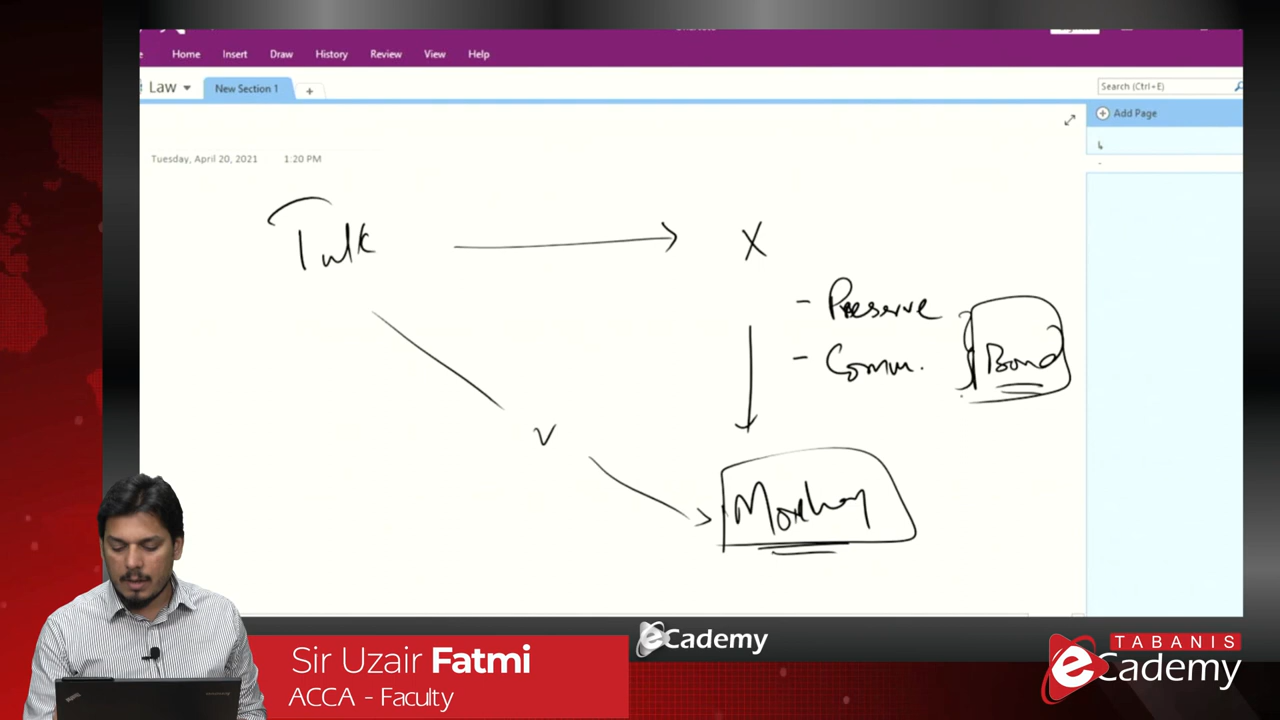 Home Insert Draw History Review View Help
Law New Section 1 +
Search (Ctrl+E)
Add Page
Tuesday, April 20, 2021 1:20 PM
Tulk X
- Preserve
- Comm. Bond
v
Moxhay
Sir Uzair Fatmi
ACCA - Faculty
eCademy
TABANIS
eCademy